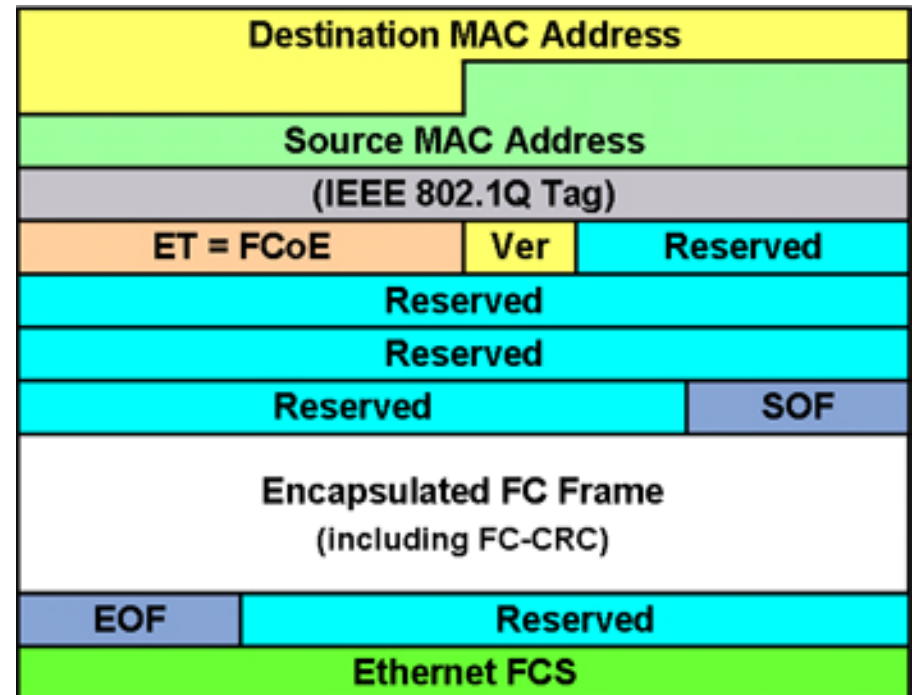 Destination MAC Address
Source MAC Address
(IEEE 802.1Q Tag)
ET = FCoE Ver Reserved
Reserved
Reserved
Reserved SOF
Encapsulated FC Frame
(including FC-CRC)
EOF Reserved
Ethernet FCS